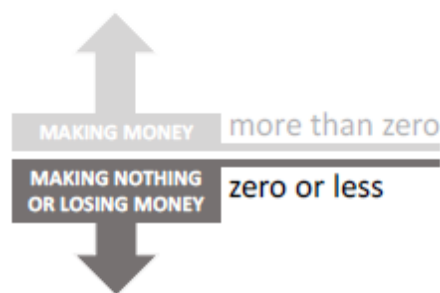 MAKING MONEY
more than zero
MAKING NOTHING
OR LOSING MONEY
zero or less